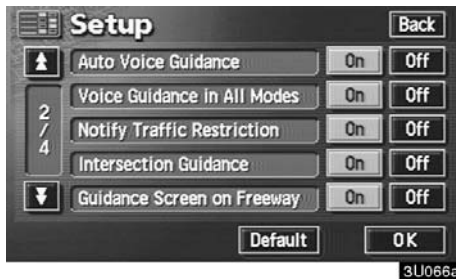 Setup Back
Auto Voice Guidance On Off
Voice Guidance in All Modes On Off
2
/
4
Notify Traffic Restriction On Off
Intersection Guidance On Off
Guidance Screen on Freeway On Off
Default OK
3U066a